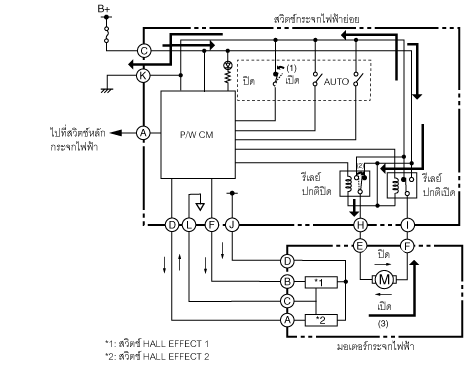 B+
สวิตช์กระจกไฟฟ้าย่อย
C
K
A
ไปที่สวิตช์หลัก
กระจกไฟฟ้า
P/W CM
ปิด
(1)
เปิด
AUTO
(2)
รีเลย์
ปกติปิด
รีเลย์
ปกติเปิด
D
L
F
J
H
I
D
B
C
A
*1
*2
E
F
ปิด
M
เปิด
(3)
มอเตอร์กระจกไฟฟ้า
*1: สวิตช์ HALL EFFECT 1
*2: สวิตช์ HALL EFFECT 2